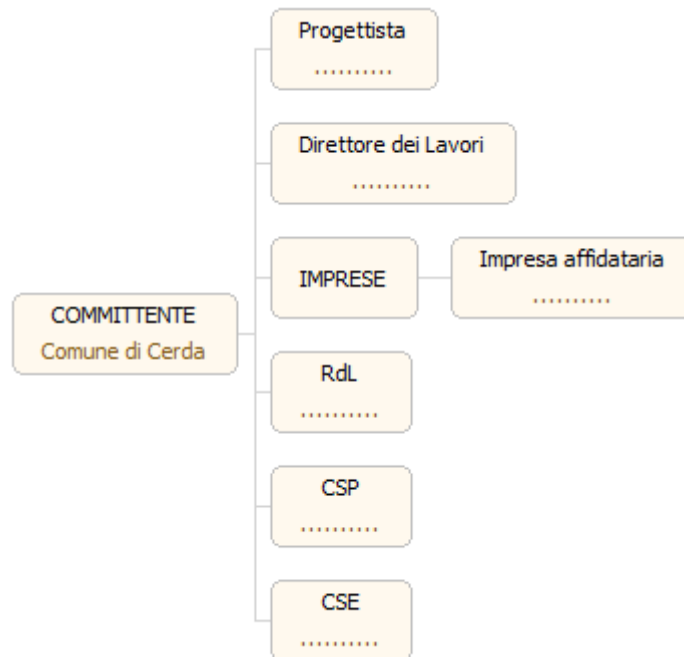 Progettista
..........
Direttore dei Lavori
..........
IMPRESE
Impresa affidataria
..........
COMMITTENTE
Comune di Cerda
RdL
..........
CSP
..........
CSE
..........